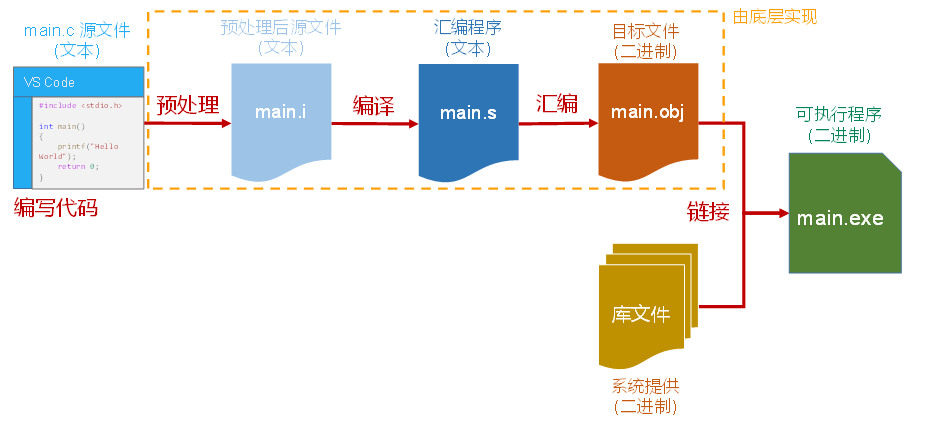 由底层实现
main.c 源文件
(文本)
预处理后源文件
(文本)
汇编程序
(文本)
目标文件
(二进制)
VS Code
#include <stdio.h>
int main()
{
printf("Hello
World");
return 0;
}
编写代码
预处理
main.i
编译
main.s
汇编
main.obj
链接
可执行程序
(二进制)
main.exe
库文件
系统提供
(二进制)